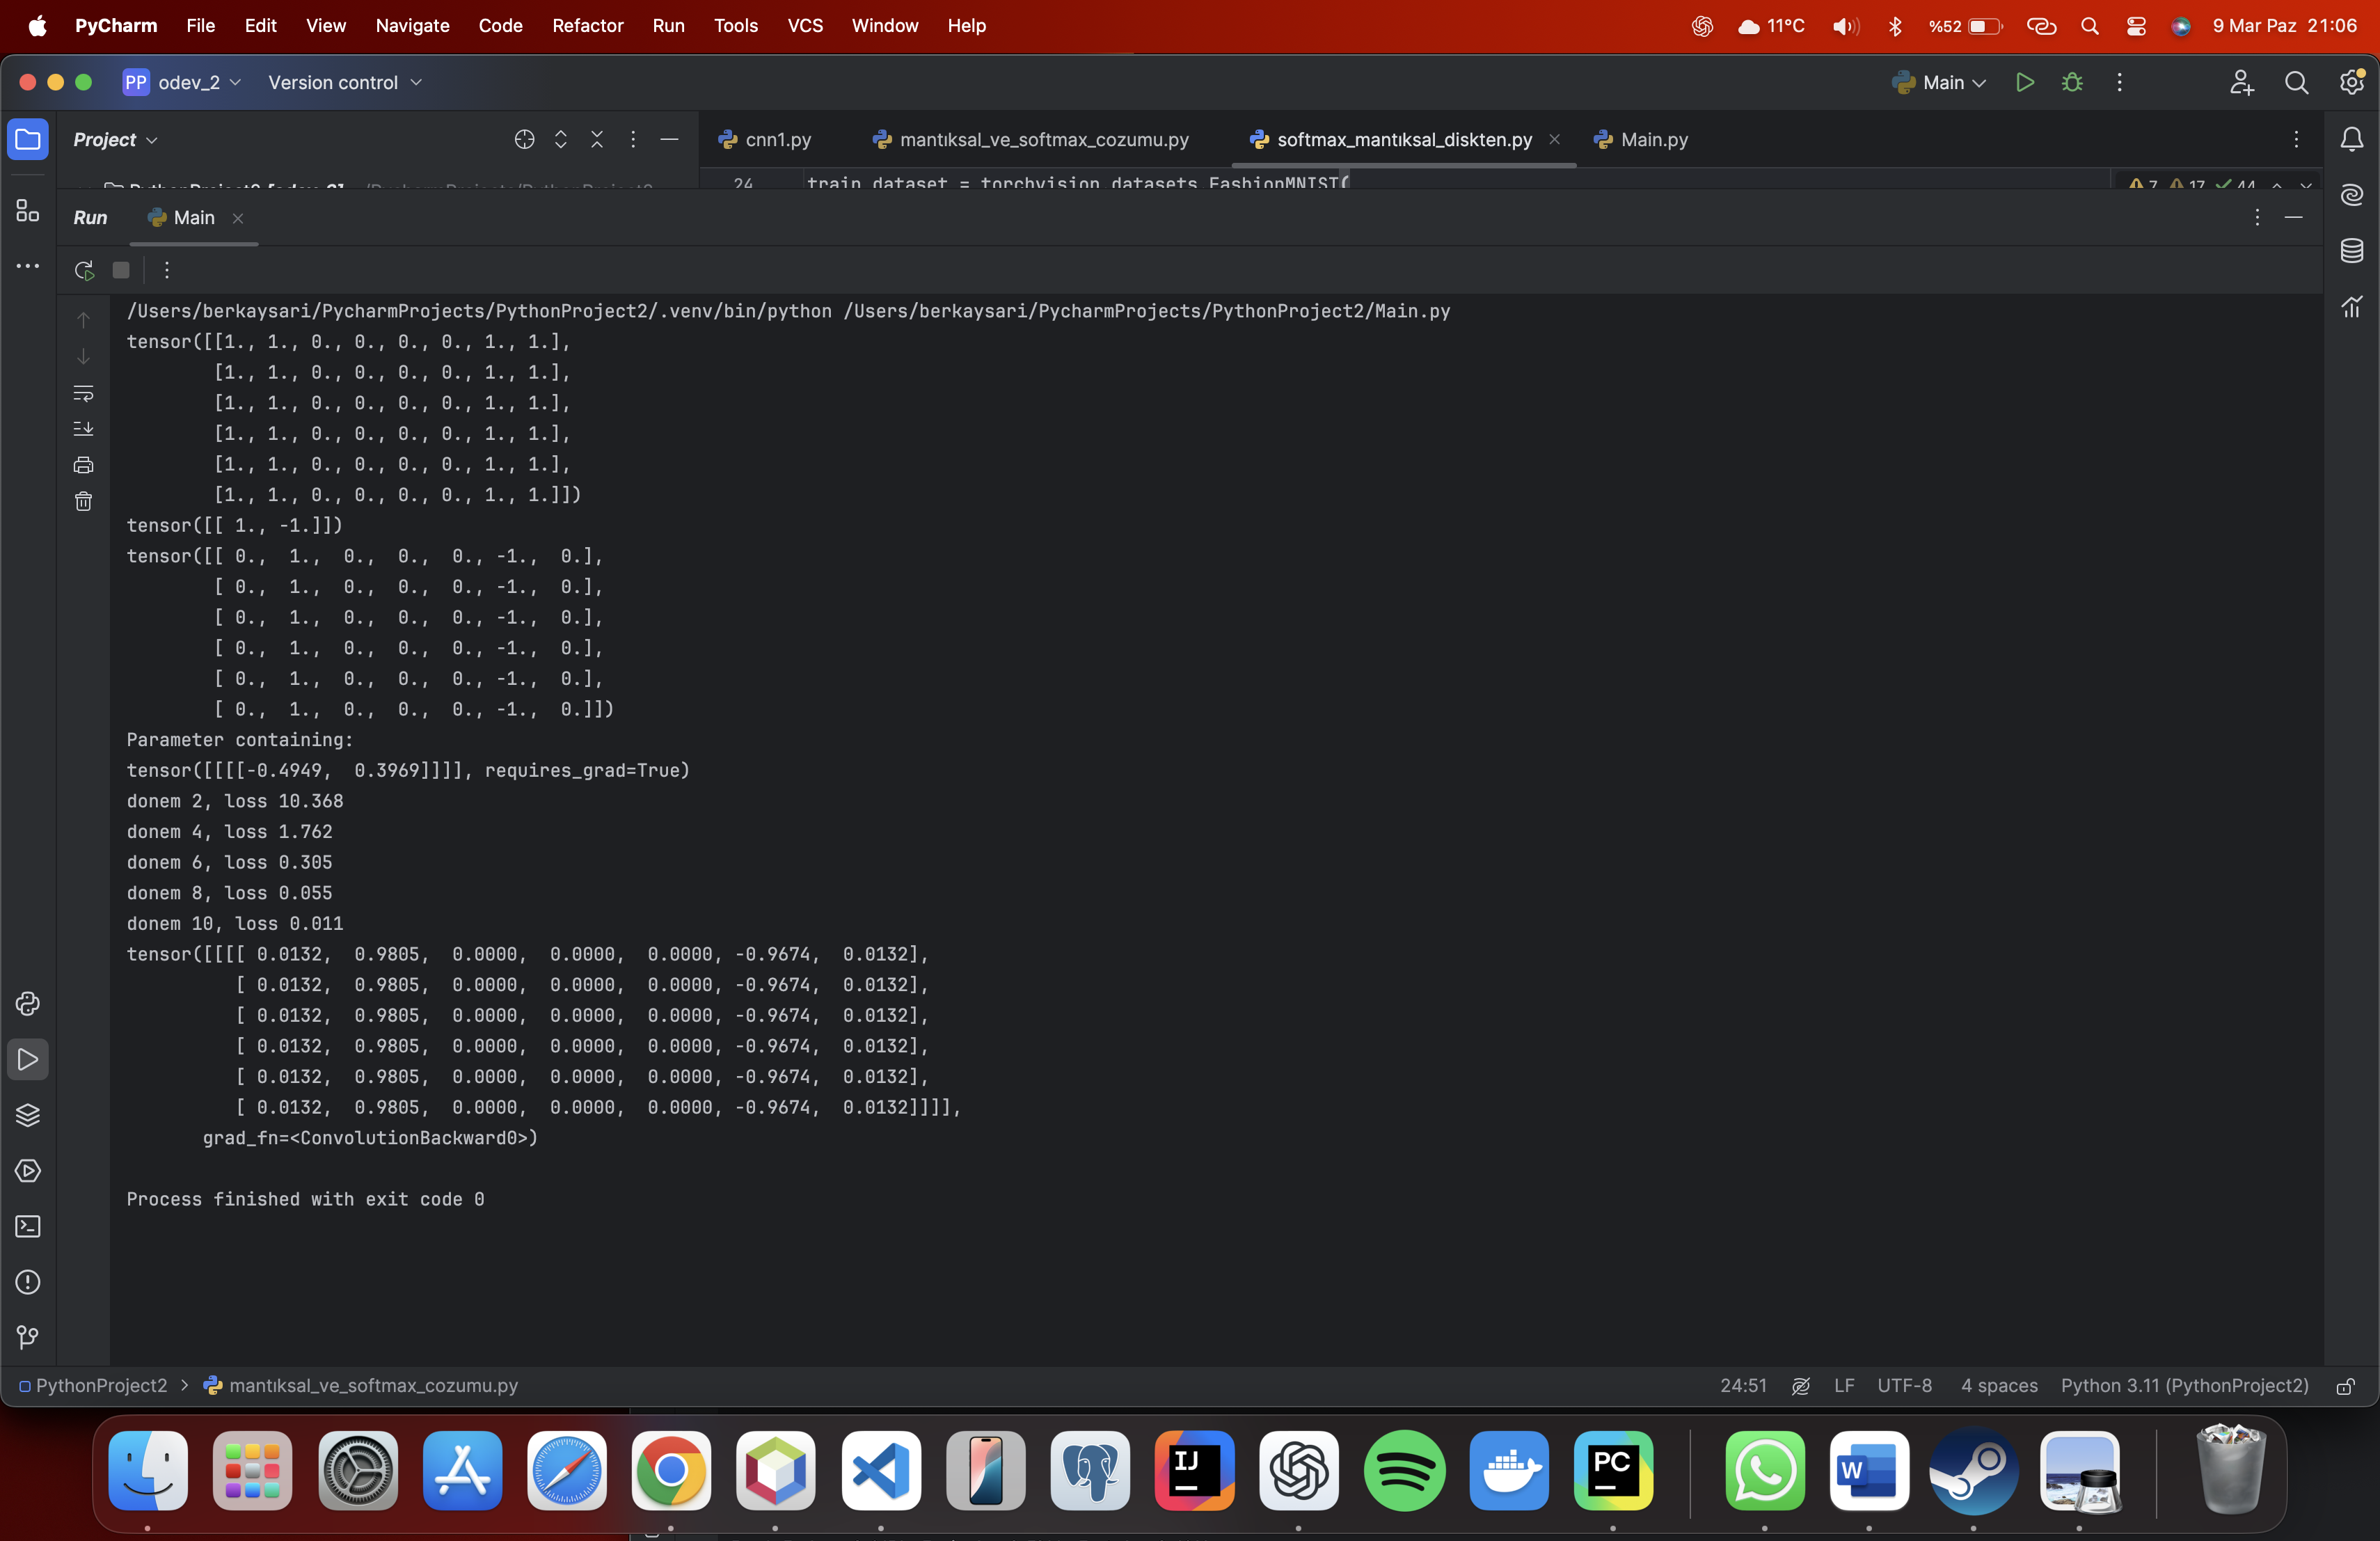 PyCharm File Edit View Navigate Code Refactor Run Tools VCS Window Help 11°C %52 9 Mar Paz 21:06
PP odev_2 Version control Main
Project cnn1.py mantıksal_ve_softmax_cozumu.py softmax_mantıksal_diskten.py Main.py
24 train_dataset = torchvision.datasets.FashionMNIST( 7 17 44
Run Main
/Users/berkaysari/PycharmProjects/PythonProject2/.venv/bin/python /Users/berkaysari/PycharmProjects/PythonProject2/Main.py
tensor([[1., 1., 0., 0., 0., 0., 1., 1.],
[1., 1., 0., 0., 0., 0., 1., 1.],
[1., 1., 0., 0., 0., 0., 1., 1.],
[1., 1., 0., 0., 0., 0., 1., 1.],
[1., 1., 0., 0., 0., 0., 1., 1.],
[1., 1., 0., 0., 0., 0., 1., 1.]])
tensor([[ 1., -1.]])
tensor([[ 0., 1., 0., 0., 0., -1., 0.],
[ 0., 1., 0., 0., 0., -1., 0.],
[ 0., 1., 0., 0., 0., -1., 0.],
[ 0., 1., 0., 0., 0., -1., 0.],
[ 0., 1., 0., 0., 0., -1., 0.],
[ 0., 1., 0., 0., 0., -1., 0.]])
Parameter containing:
tensor([[[[-0.4949, 0.3969]]]], requires_grad=True)
donem 2, loss 10.368
donem 4, loss 1.762
donem 6, loss 0.305
donem 8, loss 0.055
donem 10, loss 0.011
tensor([[[[ 0.0132, 0.9805, 0.0000, 0.0000, 0.0000, -0.9674, 0.0132],
[ 0.0132, 0.9805, 0.0000, 0.0000, 0.0000, -0.9674, 0.0132],
[ 0.0132, 0.9805, 0.0000, 0.0000, 0.0000, -0.9674, 0.0132],
[ 0.0132, 0.9805, 0.0000, 0.0000, 0.0000, -0.9674, 0.0132],
[ 0.0132, 0.9805, 0.0000, 0.0000, 0.0000, -0.9674, 0.0132],
[ 0.0132, 0.9805, 0.0000, 0.0000, 0.0000, -0.9674, 0.0132]]]],
grad_fn=<ConvolutionBackward0>)
Process finished with exit code 0
PythonProject2 > mantıksal_ve_softmax_cozumu.py 24:51 LF UTF-8 4 spaces Python 3.11 (PythonProject2)
IJ PC W